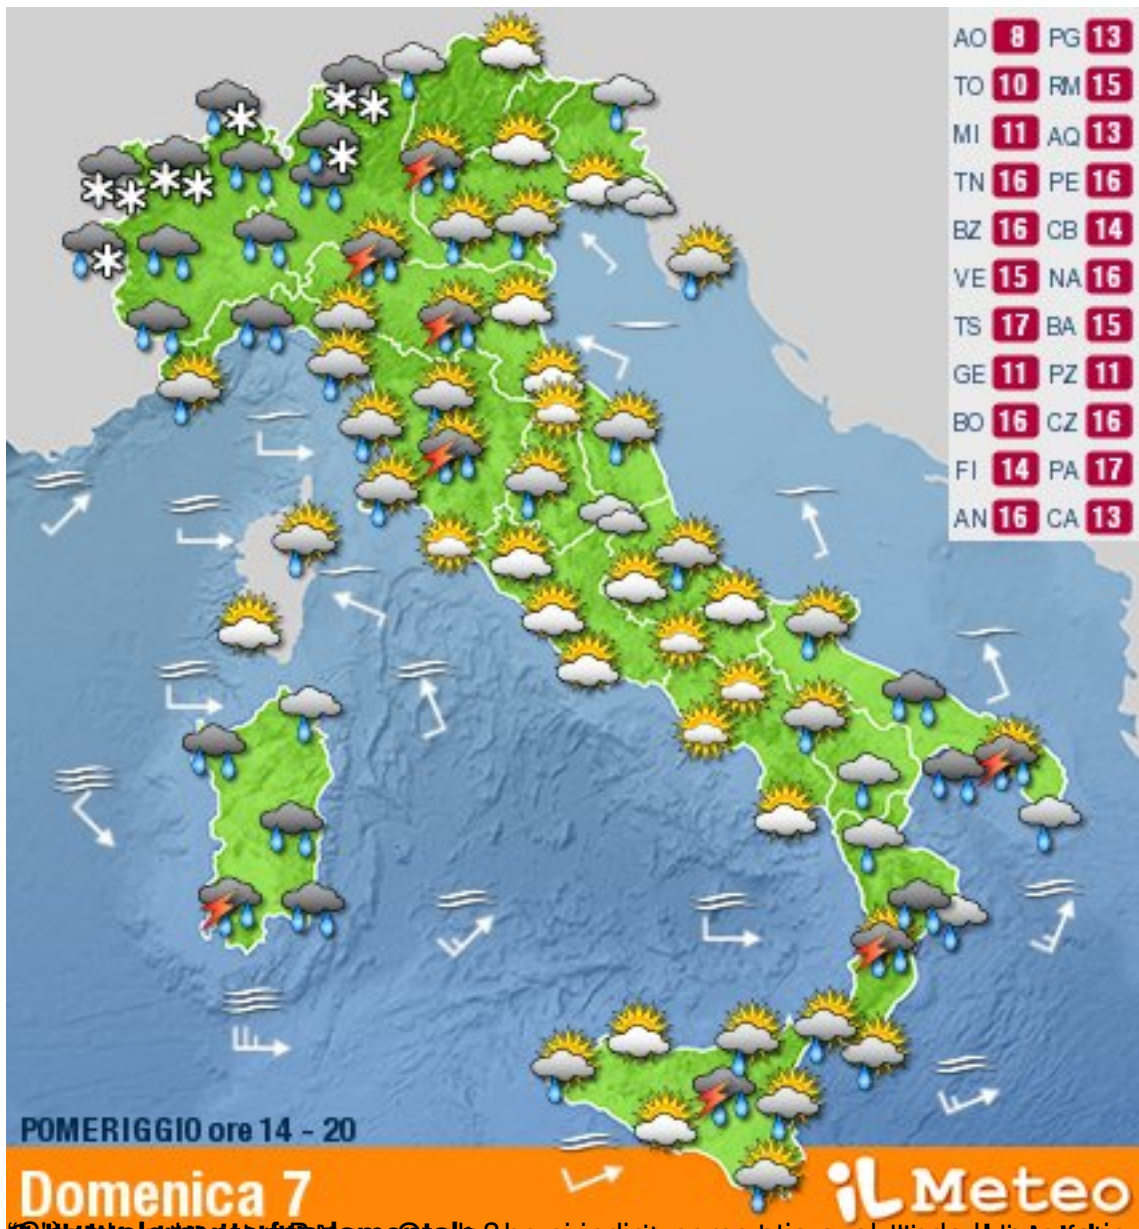 AO 8 PG 13
TO 10 RM 15
MI 11 AQ 13
TN 16 PE 16
BZ 16 CB 14
VE 15 NA 16
TS 17 BA 15
GE 11 PZ 11
BO 16 CZ 16
FI 14 PA 17
AN 16 CA 13
POMERIGGIO ore 14 - 20
Domenica 7
iL Meteo